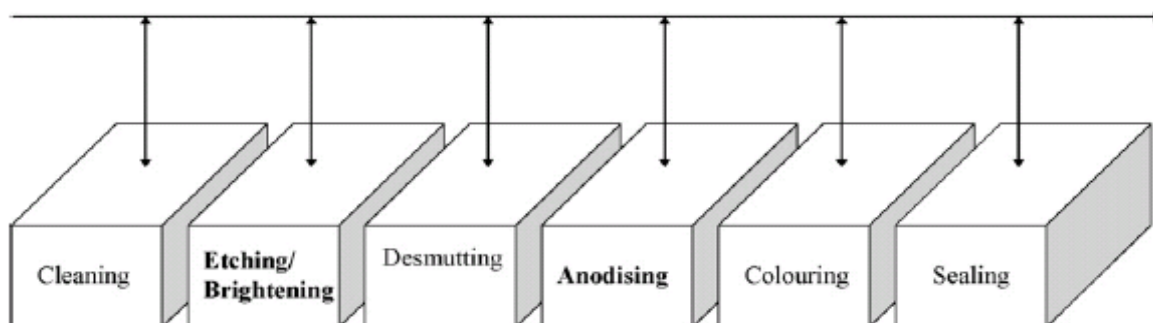 Cleaning
Etching/
Brightening
Desmutting
Anodising
Colouring
Sealing